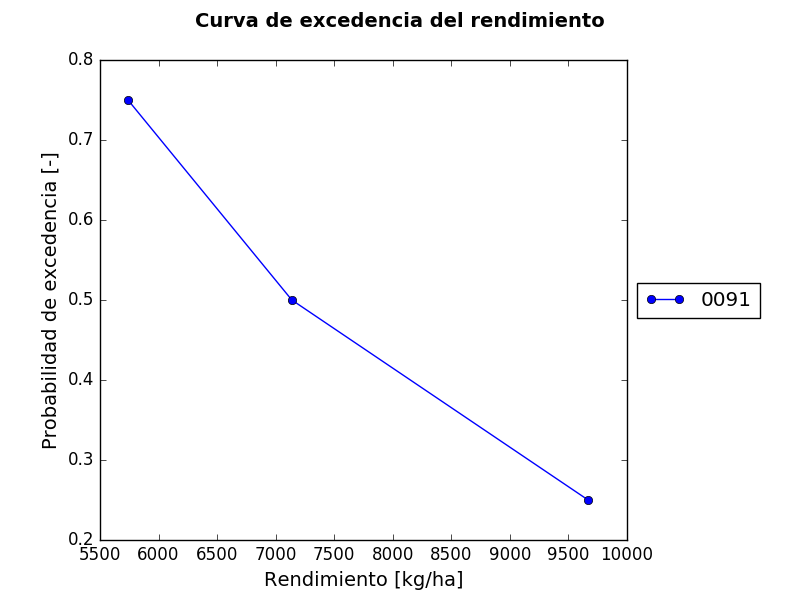 Curva de excedencia del rendimiento
Probabilidad de excedencia [-]
0.8
0.7
0.6
0.5
0.4
0.3
0.2
5500 6000 6500 7000 7500 8000 8500 9000 9500 10000
Rendimiento [kg/ha]
0091